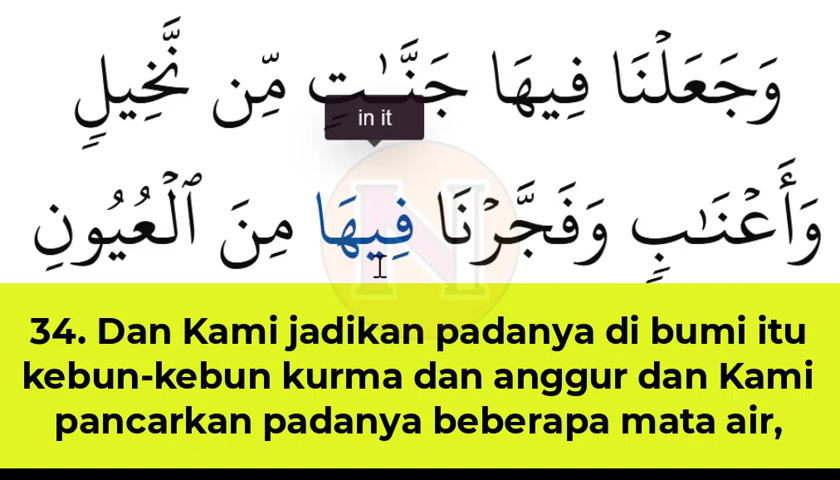 وَجَعَلْنَا فِيهَا جَنَّـٰتٍ مِّن نَّخِيلٍ
in it
وَأَعْنَـٰبٍ وَفَجَّرْنَا فِيهَا مِنَ ٱلْعُيُونِ
34. Dan Kami jadikan padanya di bumi itu
kebun-kebun kurma dan anggur dan Kami
pancarkan padanya beberapa mata air,